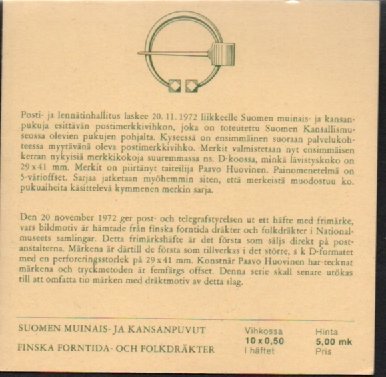 Posti- ja lennätinhallitus laskee 20.11.1972 liikkeelle Suomen muinais- ja kansan-
pukuja esittävän postimerkkivihon, joka on toteutettu Suomen Kansallismu-
seossa olevien pukujen pohjalta. Kyseessä on ensimmäinen suoraan palvelukoh-
teessa myytävänä oleva postimerkkivihko. Merkit valmistetaan nyt ensimmäisen
kerran nykyisiä merkkikokoja suuremmassa ns. D-koossa, minkä lävistyskoko on
29 x 41 mm. Merkit on piirtänyt taiteilija Paavo Huovinen. Painomenetelmä on
5-värioffset. Sarjaa jatketaan myöhemmin siten, että merkeistä muodostuu ko.
pukuaiheita käsittelevä kymmenen merkin sarja.
Den 20 november 1972 ger post- och telegrafstyrelsen ut ett häfte med frimärken,
vars bildmotiv är hämtade från finska forntida dräkter och folkdräkter i National-
museets samlingar. Detta frimärkshäfte är det första som säljs direkt på post-
anstalterna. Märkena är därtill de första som tillverkas i det större, s k D-formatet
med en perforeringsstorlek på 29 x 41 mm. Konstnär Paavo Huovinen har tecknat
märkena och tryckmetoden är femfärgs offset. Denna serie skall senare utökas
till att omfatta tio märken med dräktmotiv av detta slag.
SUOMEN MUINAIS- JA KANSANPUVUT
FINSKA FORNTIDA- OCH FOLKDRÄKTER
Vihkossa Hinta
10 x 0,50 5,00 mk
I häftet Pris